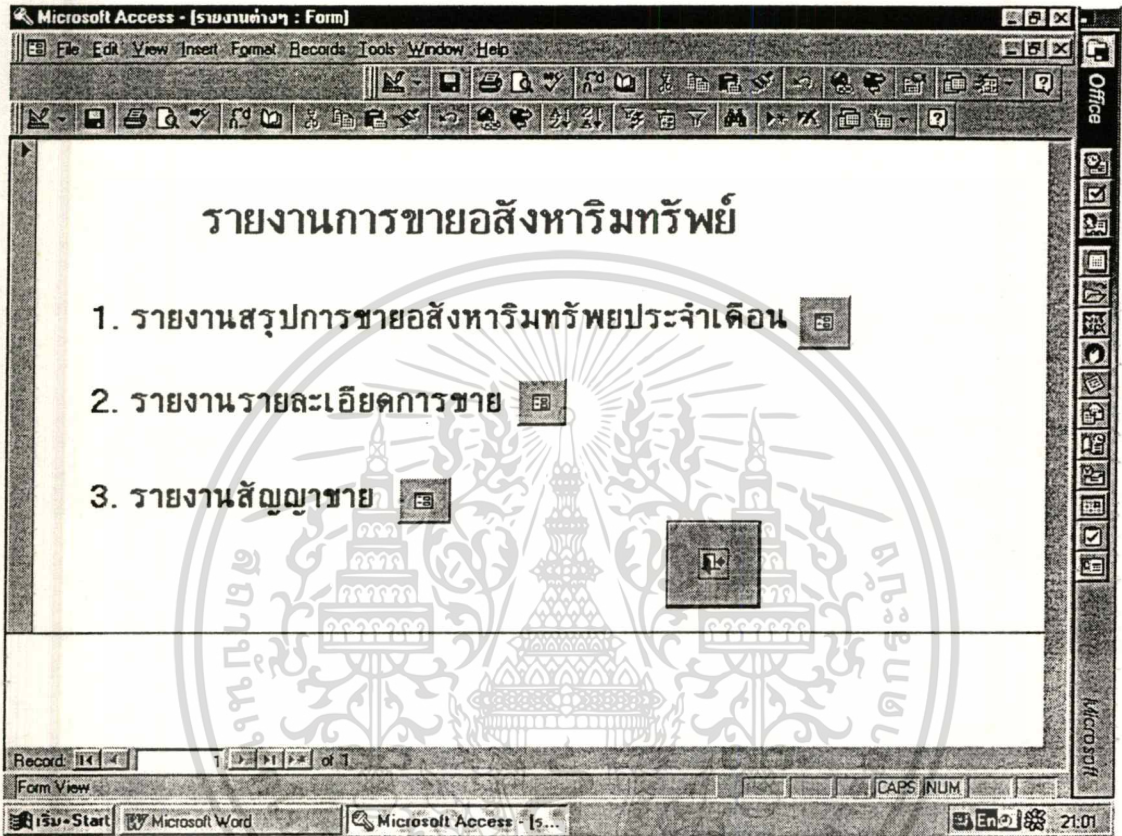 Microsoft Access - [รายงานต่างๆ : Form]
File Edit View Insert Format Records Tools Window Help
Office
รายงานการขายอสังหาริมทรัพย์
1. รายงานสรุปการขายอสังหาริมทรัพยประจำเดือน
2. รายงานรายละเอียดการขาย
3. รายงานสัญญาขาย
Microsoft
Record: 1 of 1
Form View
CAPS NUM
เริ่ม-Start
Microsoft Word
Microsoft Access - [ร...
En
21:01